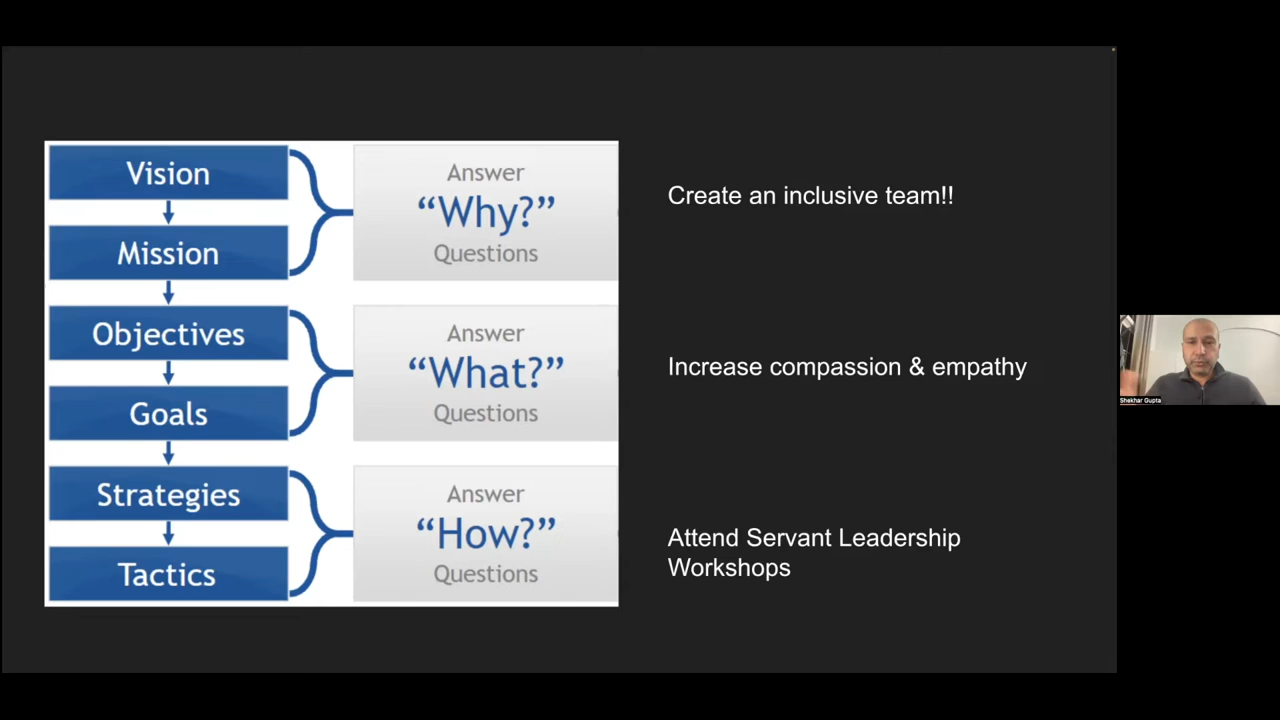 Vision
Mission
Objectives
Goals
Strategies
Tactics
Answer
“Why?”
Questions
Answer
“What?”
Questions
Answer
“How?”
Questions
Create an inclusive team!!
Increase compassion & empathy
Attend Servant Leadership
Workshops
Shekhar Gupta